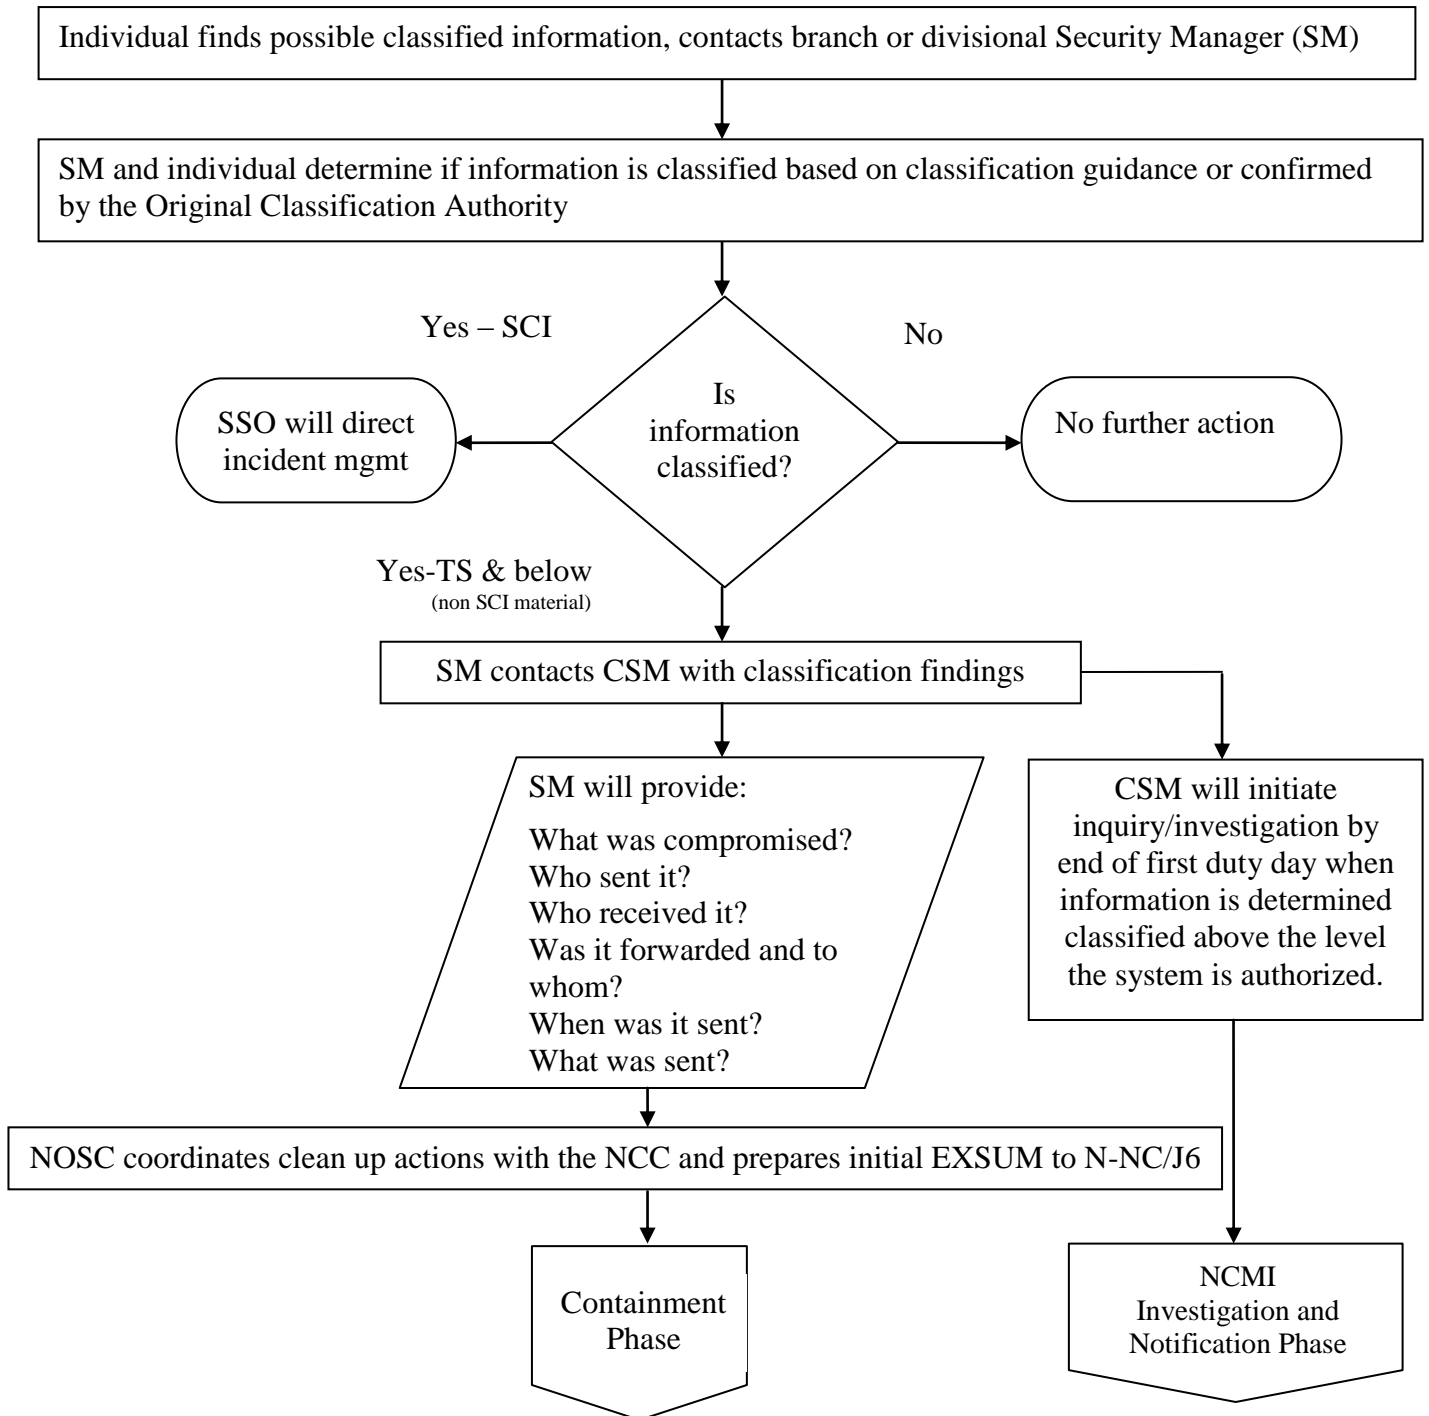 Individual finds possible classified information, contacts branch or divisional Security Manager (SM)
SM and individual determine if information is classified based on classification guidance or confirmed
by the Original Classification Authority
Yes – SCI
No
SSO will direct
incident mgmt
Is
information
classified?
No further action
Yes-TS & below
(non SCI material)
SM contacts CSM with classification findings
SM will provide:
What was compromised?
Who sent it?
Who received it?
Was it forwarded and to
whom?
When was it sent?
What was sent?
CSM will initiate
inquiry/investigation by
end of first duty day when
information is determined
classified above the level
the system is authorized.
NOSC coordinates clean up actions with the NCC and prepares initial EXSUM to N-NC/J6
Containment
Phase
NCMI
Investigation and
Notification Phase